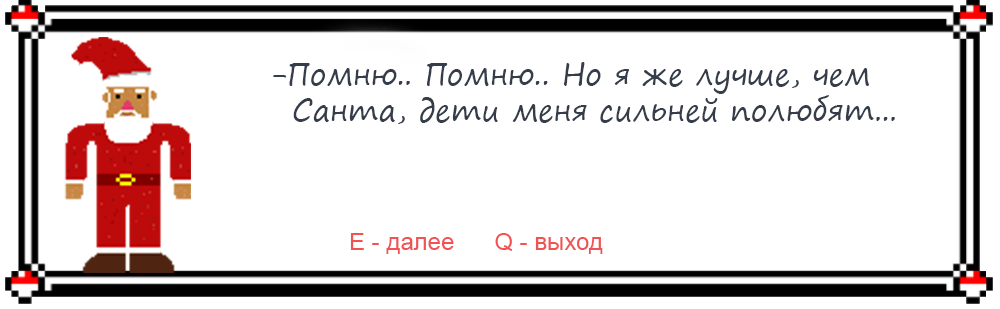 -Помню.. Помню.. Но я же лучше, чем
Санта, дети меня сильней полюбят...
E - далее Q - выход